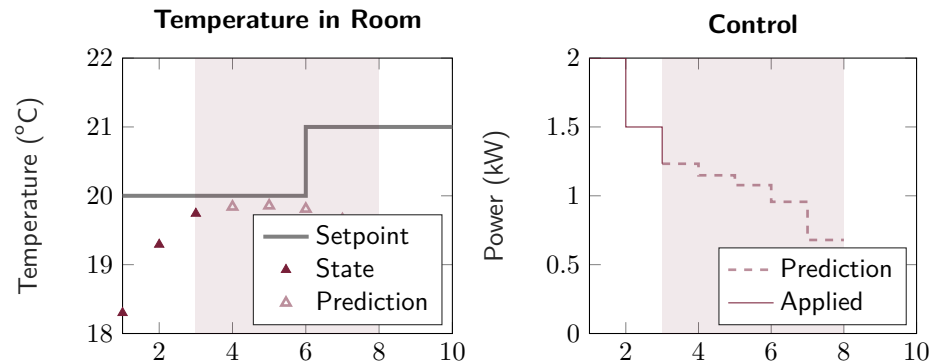 Temperature in Room
Temperature (°C)
22
21
20
19
18
2
4
6
8
10
Setpoint
State
Prediction
Control
Power (kW)
2
1.5
1
0.5
0
2
4
6
8
10
Prediction
Applied